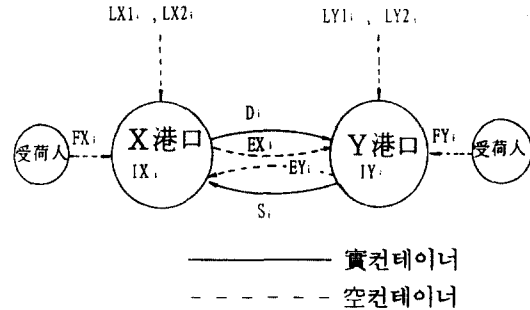 LX1ᵢ , LX2ᵢ
LY1ᵢ , LY2ᵢ
Dᵢ
受荷人
FXᵢ
X港口
EXᵢ
Y港口
FYᵢ
受荷人
IXᵢ
EYᵢ
IYᵢ
Sᵢ
實컨테이너
空컨테이너